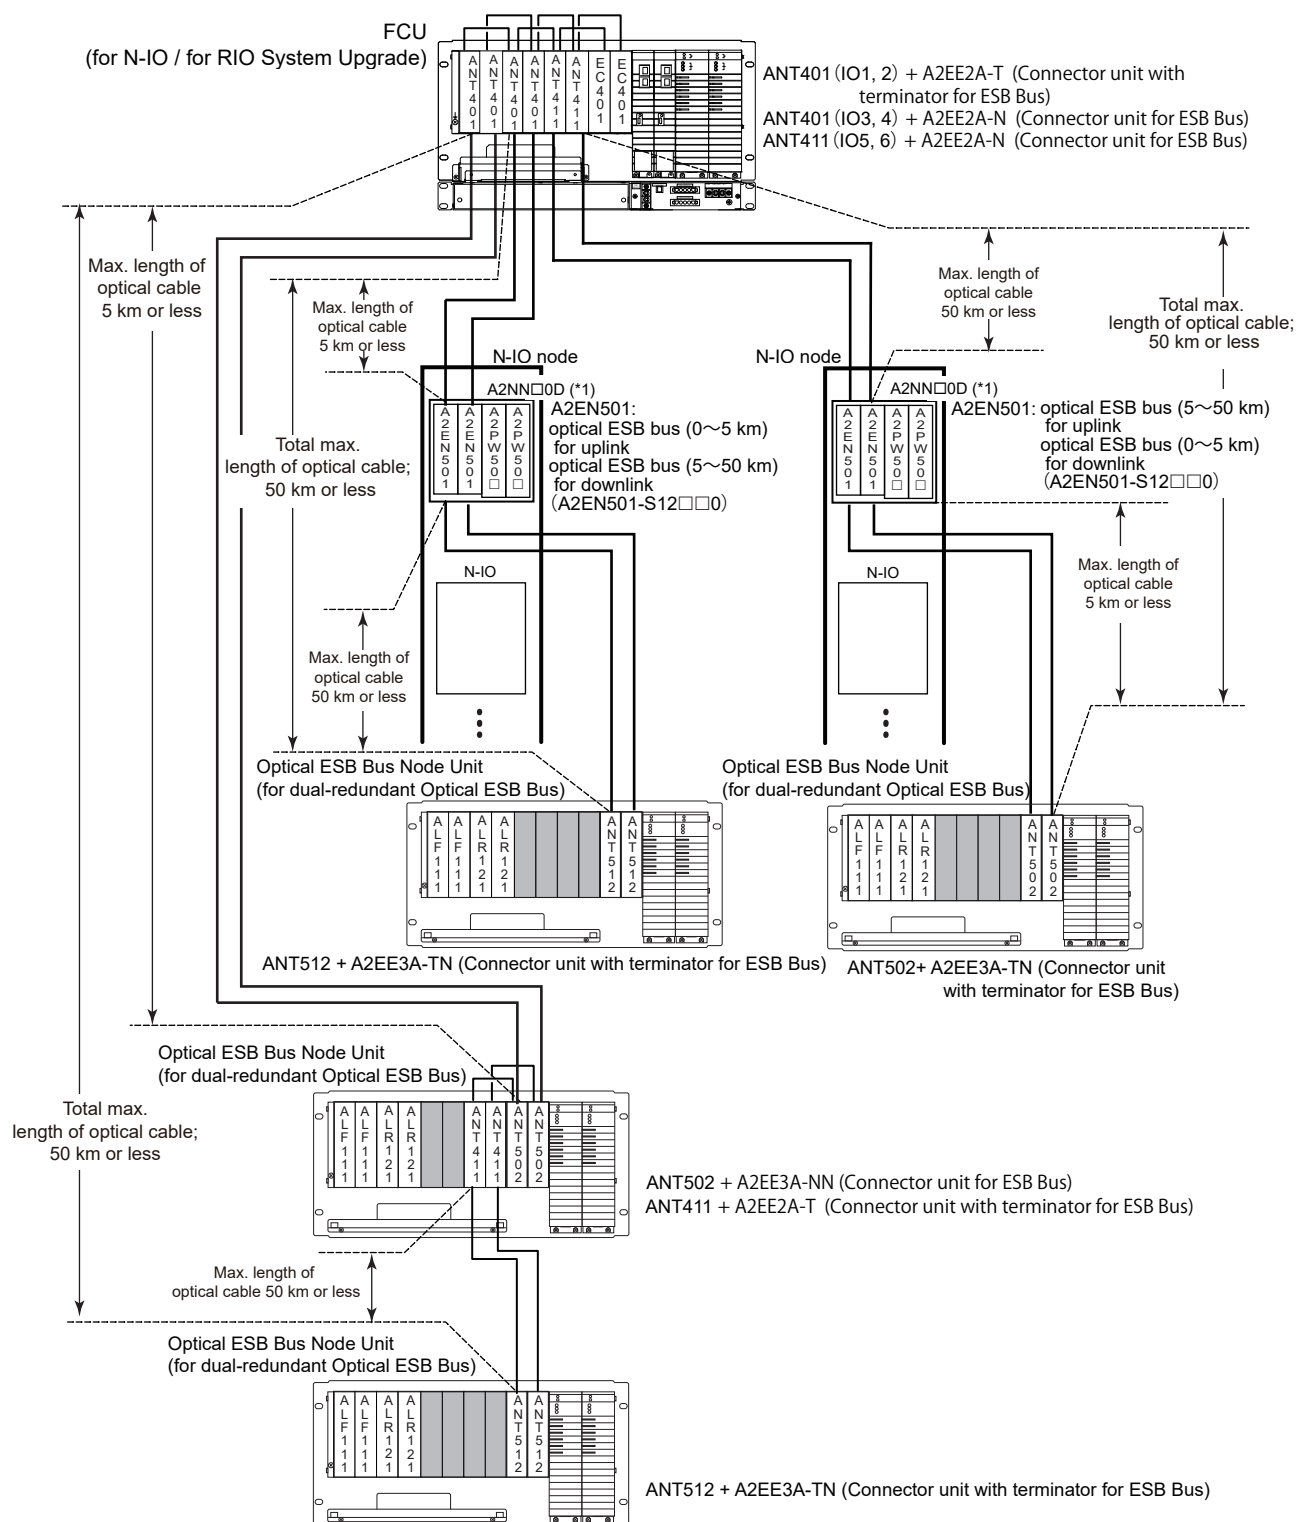 FCU
(for N-IO / for RIO System Upgrade)
ANT401
ANT401
ANT401
ANT401
ANT411
ANT411
EC401
EC401
ANT401 (IO1, 2) + A2EE2A-T (Connector unit with
terminator for ESB Bus)
ANT401 (IO3, 4) + A2EE2A-N (Connector unit for ESB Bus)
ANT411 (IO5, 6) + A2EE2A-N (Connector unit for ESB Bus)
Max. length of
optical cable
5 km or less
Max. length of
optical cable
5 km or less
Max. length of
optical cable
50 km or less
Total max.
length of optical cable;
50 km or less
N-IO node
A2NN□0D (*1)
A2EN501
A2EN501
A2PW50□
A2PW50□
A2EN501:
optical ESB bus (0～5 km)
for uplink
optical ESB bus (5～50 km)
for downlink
(A2EN501-S12□□0)
Total max.
length of optical cable;
50 km or less
N-IO
Max. length of
optical cable
50 km or less
N-IO node
A2NN□0D (*1)
A2EN501
A2EN501
A2PW50□
A2PW50□
A2EN501: optical ESB bus (5～50 km)
for uplink
optical ESB bus (0～5 km)
for downlink
(A2EN501-S12□□0)
N-IO
Max. length of
optical cable
5 km or less
Optical ESB Bus Node Unit
(for dual-redundant Optical ESB Bus)
ALF111
ALF111
ALR121
ALR121
ANT512
ANT512
ANT512 + A2EE3A-TN (Connector unit with terminator for ESB Bus)
Optical ESB Bus Node Unit
(for dual-redundant Optical ESB Bus)
ALF111
ALF111
ALR121
ALR121
ANT502
ANT502
ANT502+ A2EE3A-TN (Connector unit
with terminator for ESB Bus)
Optical ESB Bus Node Unit
(for dual-redundant Optical ESB Bus)
Total max.
length of optical cable;
50 km or less
ALF111
ALF111
ALR121
ALR121
ANT411
ANT411
ANT502
ANT502
ANT502 + A2EE3A-NN (Connector unit for ESB Bus)
ANT411 + A2EE2A-T (Connector unit with terminator for ESB Bus)
Max. length of
optical cable 50 km or less
Optical ESB Bus Node Unit
(for dual-redundant Optical ESB Bus)
ALF111
ALF111
ALR121
ALR121
ANT512
ANT512
ANT512 + A2EE3A-TN (Connector unit with terminator for ESB Bus)